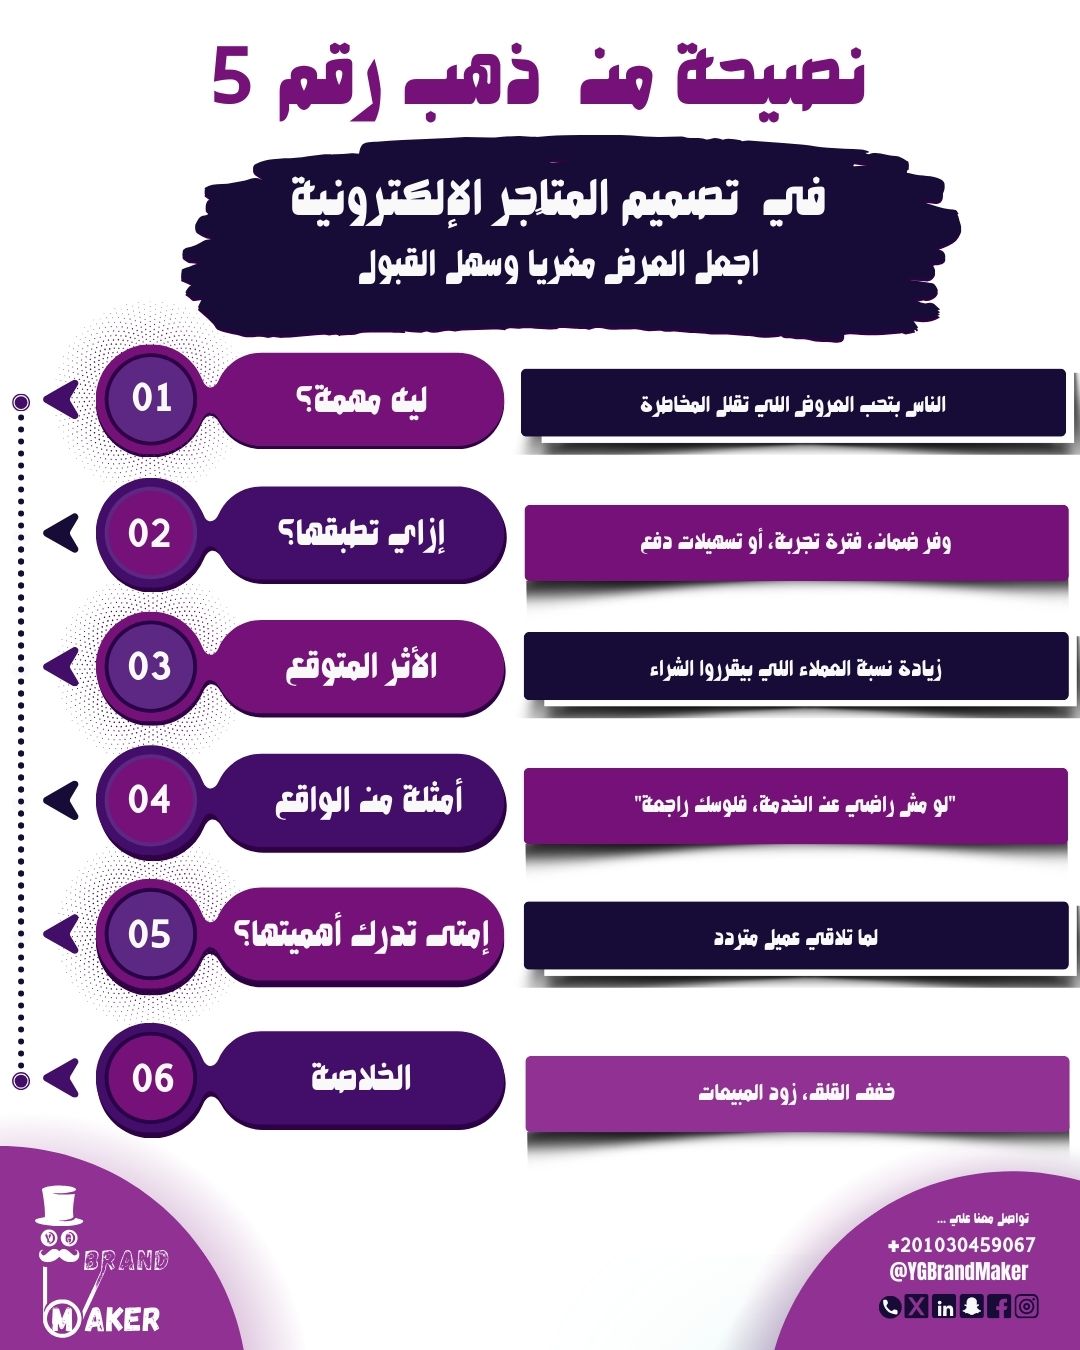 نصيحة من ذهب رقم 5
في تصميم المتاجر الإلكترونية
اجعل العرض مغريا وسهل القبول
01
ليه مهمة؟
الناس بتحب العروض اللي تقلل المخاطرة
02
إزاي تطبقها؟
وفر ضمان، فترة تجربة، أو تسهيلات دفع
03
الأثر المتوقع
زيادة نسبة العملاء اللي بيقرروا الشراء
04
أمثلة من الواقع
"لو مش راضي عن الخدمة، فلوسك راجعة"
05
إمتى تدرك أهميتها؟
لما تلاقي عميل متردد
06
الخلاصة
خفف القلق، زود المبيعات
YG
BRAND
MAKER
تواصل معنا علي ...
+201030459067
@YGBrandMaker